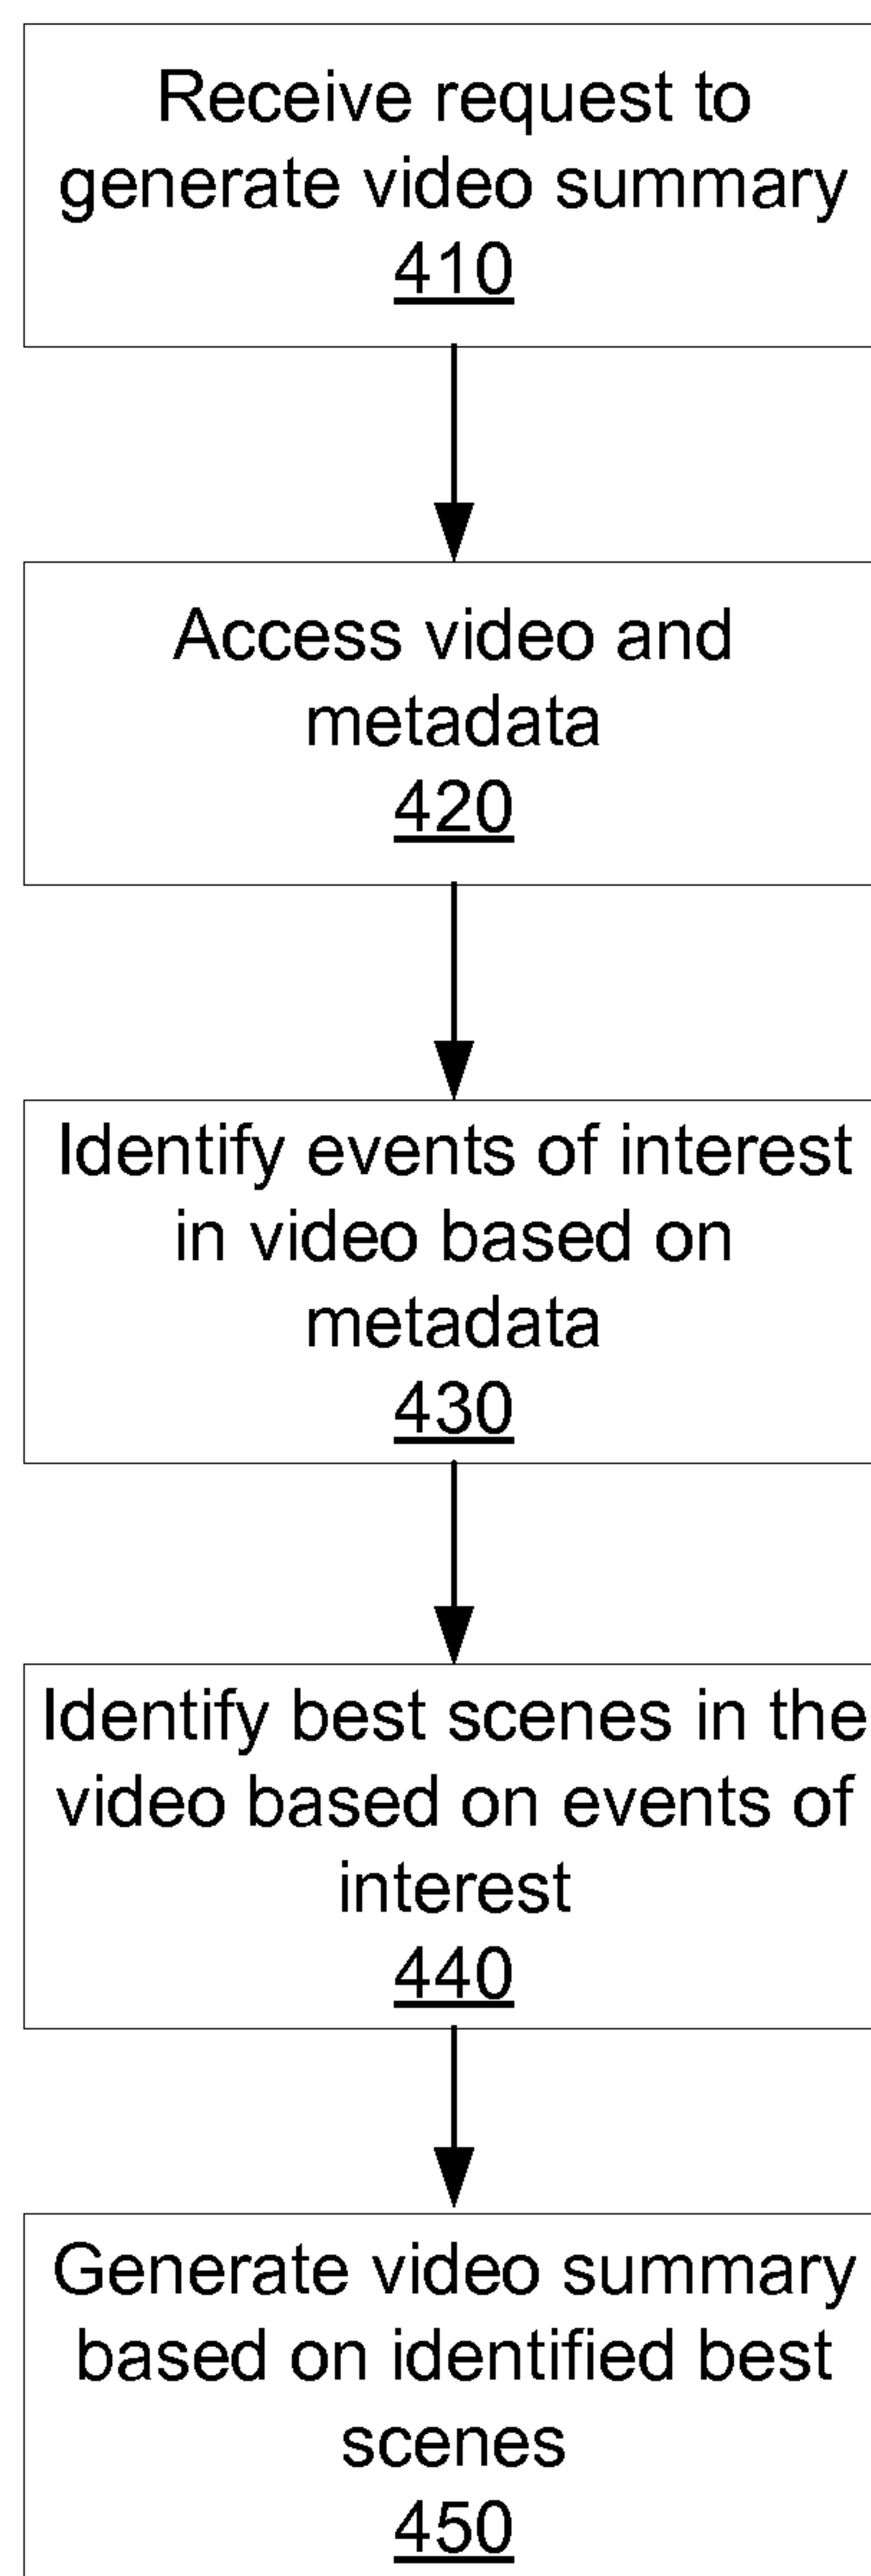 Receive request to
generate video summary
410
Access video and
metadata
420
Identify events of interest
in video based on
metadata
430
Identify best scenes in the
video based on events of
interest
440
Generate video summary
based on identified best
scenes
450